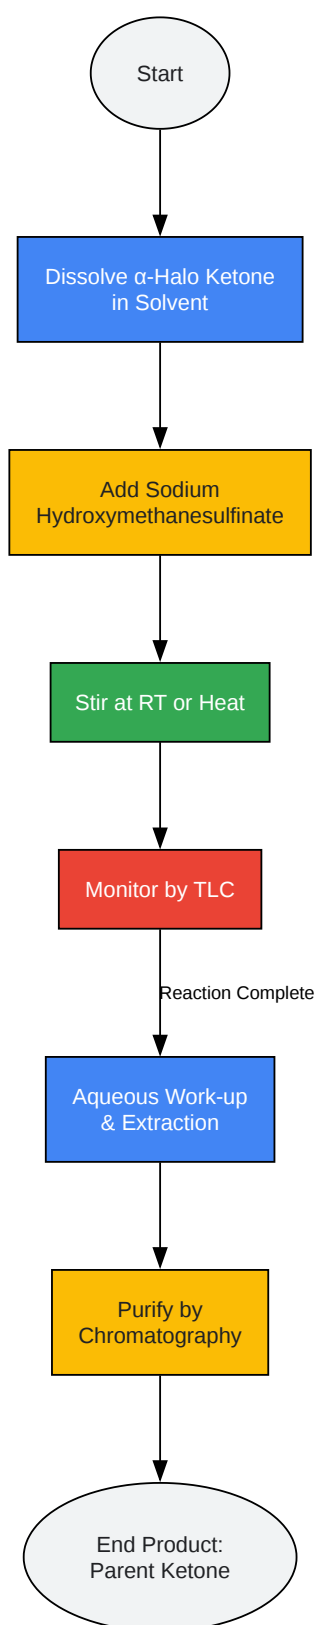 Start
Dissolve α-Halo Ketone
in Solvent
Add Sodium
Hydroxymethanesulfinate
Stir at RT or Heat
Monitor by TLC
Reaction Complete
Aqueous Work-up
& Extraction
Purify by
Chromatography
End Product:
Parent Ketone